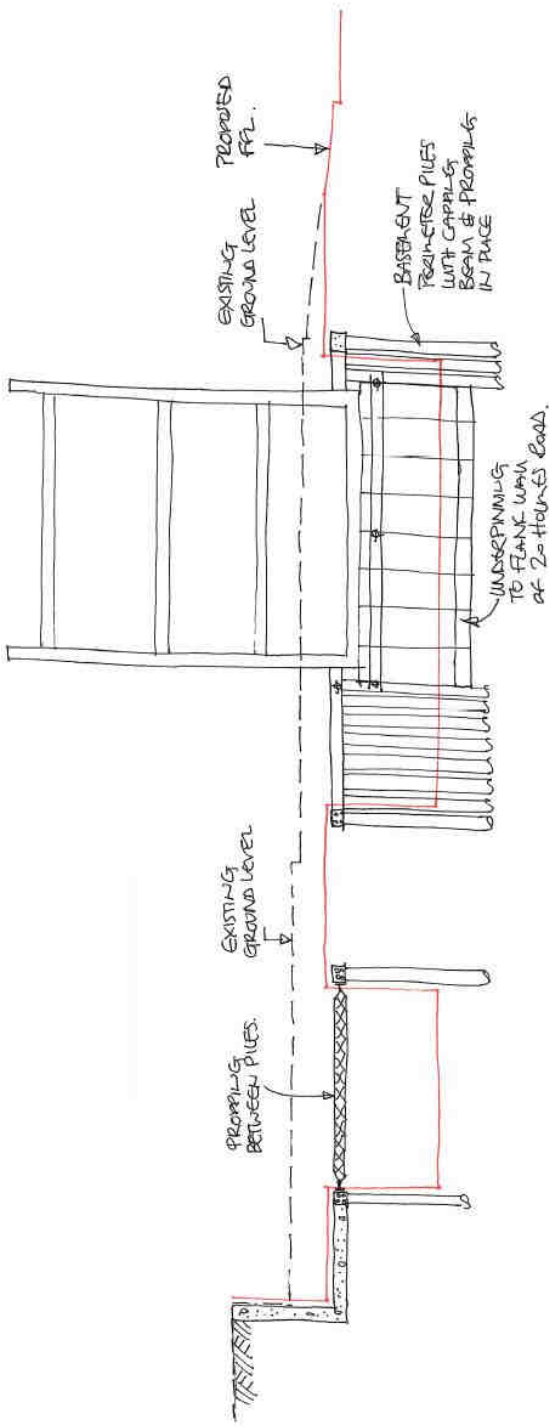 PROPPING
BETWEEN PILES.
EXISTING
GROUND LEVEL
EXISTING
GROUND LEVEL
PROPOSED
FFL.
UNDERPINNING
TO FLANK WALL
OF 20 HOLMES ROAD.
BASEMENT
PERIMETER PILES
WITH CAPPING
BEAM & PROPPING
IN PLACE